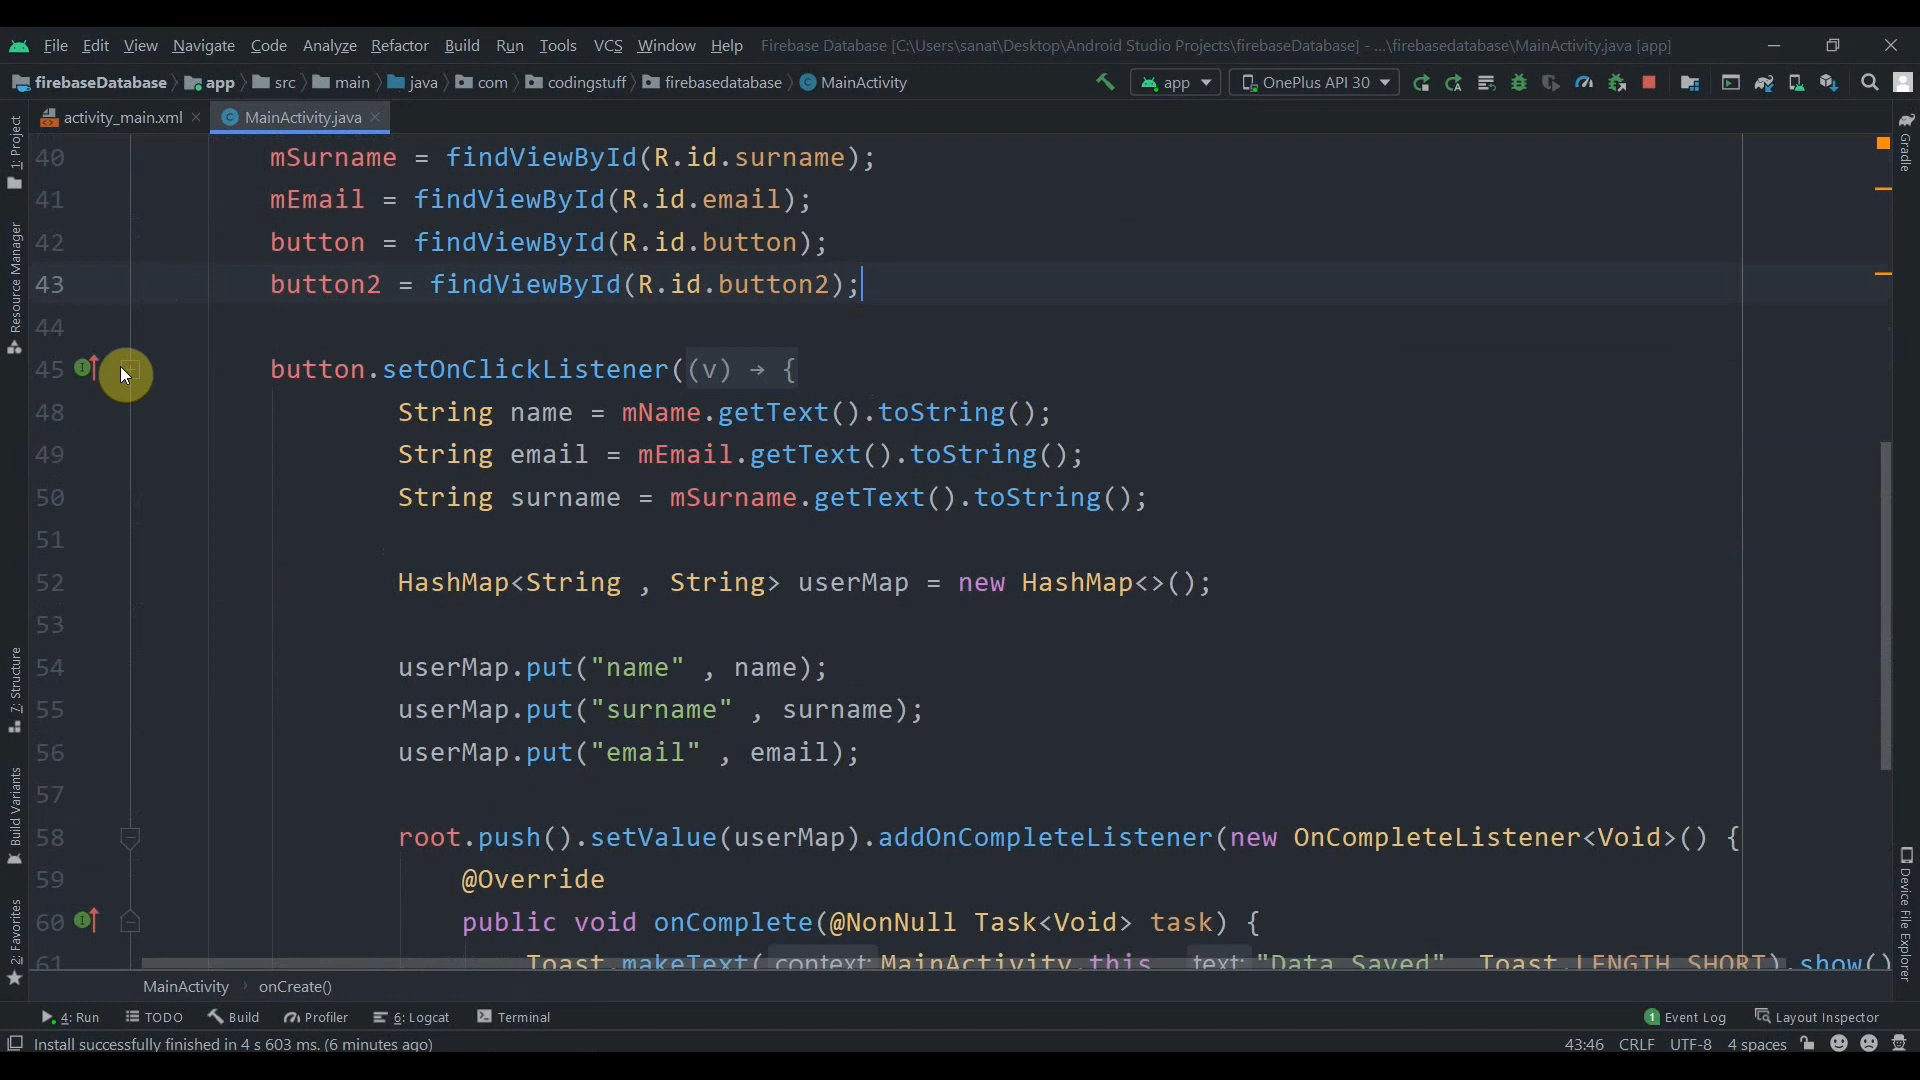 File Edit View Navigate Code Analyze Refactor Build Run Tools VCS Window Help Firebase Database [C:\Users\sanat\Desktop\Android Studio Projects\firebaseDatabase] - ...\firebasedatabase\MainActivity.java [app]
firebaseDatabase app src main java com codingstuff firebasedatabase MainActivity app OnePlus API 30
activity_main.xml MainActivity.java
1: Project
Resource Manager
7: Structure
Build Variants
2: Favorites
Gradle
Device File Explorer
40 mSurname = findViewById(R.id.surname);
41 mEmail = findViewById(R.id.email);
42 button = findViewById(R.id.button);
43 button2 = findViewById(R.id.button2);
44
45 button.setOnClickListener((v) → {
48 String name = mName.getText().toString();
49 String email = mEmail.getText().toString();
50 String surname = mSurname.getText().toString();
51
52 HashMap<String , String> userMap = new HashMap<>();
53
54 userMap.put("name" , name);
55 userMap.put("surname" , surname);
56 userMap.put("email" , email);
57
58 root.push().setValue(userMap).addOnCompleteListener(new OnCompleteListener<Void>() {
59 @Override
60 public void onComplete(@NonNull Task<Void> task) {
61 Toast.makeText( context: MainActivity.this text: "Data Saved" Toast.LENGTH_SHORT).show()
MainActivity onCreate()
4: Run TODO Build Profiler 6: Logcat Terminal 1 Event Log Layout Inspector
Install successfully finished in 4 s 603 ms. (6 minutes ago) 43:46 CRLF UTF-8 4 spaces